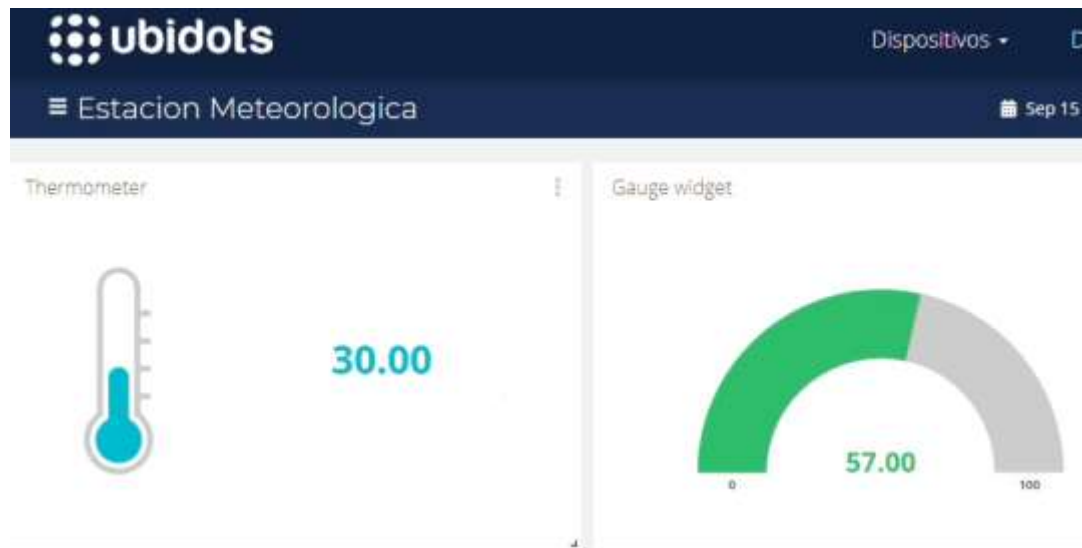 ubidots
Dispositivos
Estacion Meteorologica
Sep 15
Thermometer
Gauge widget
30.00
57.00
0
100